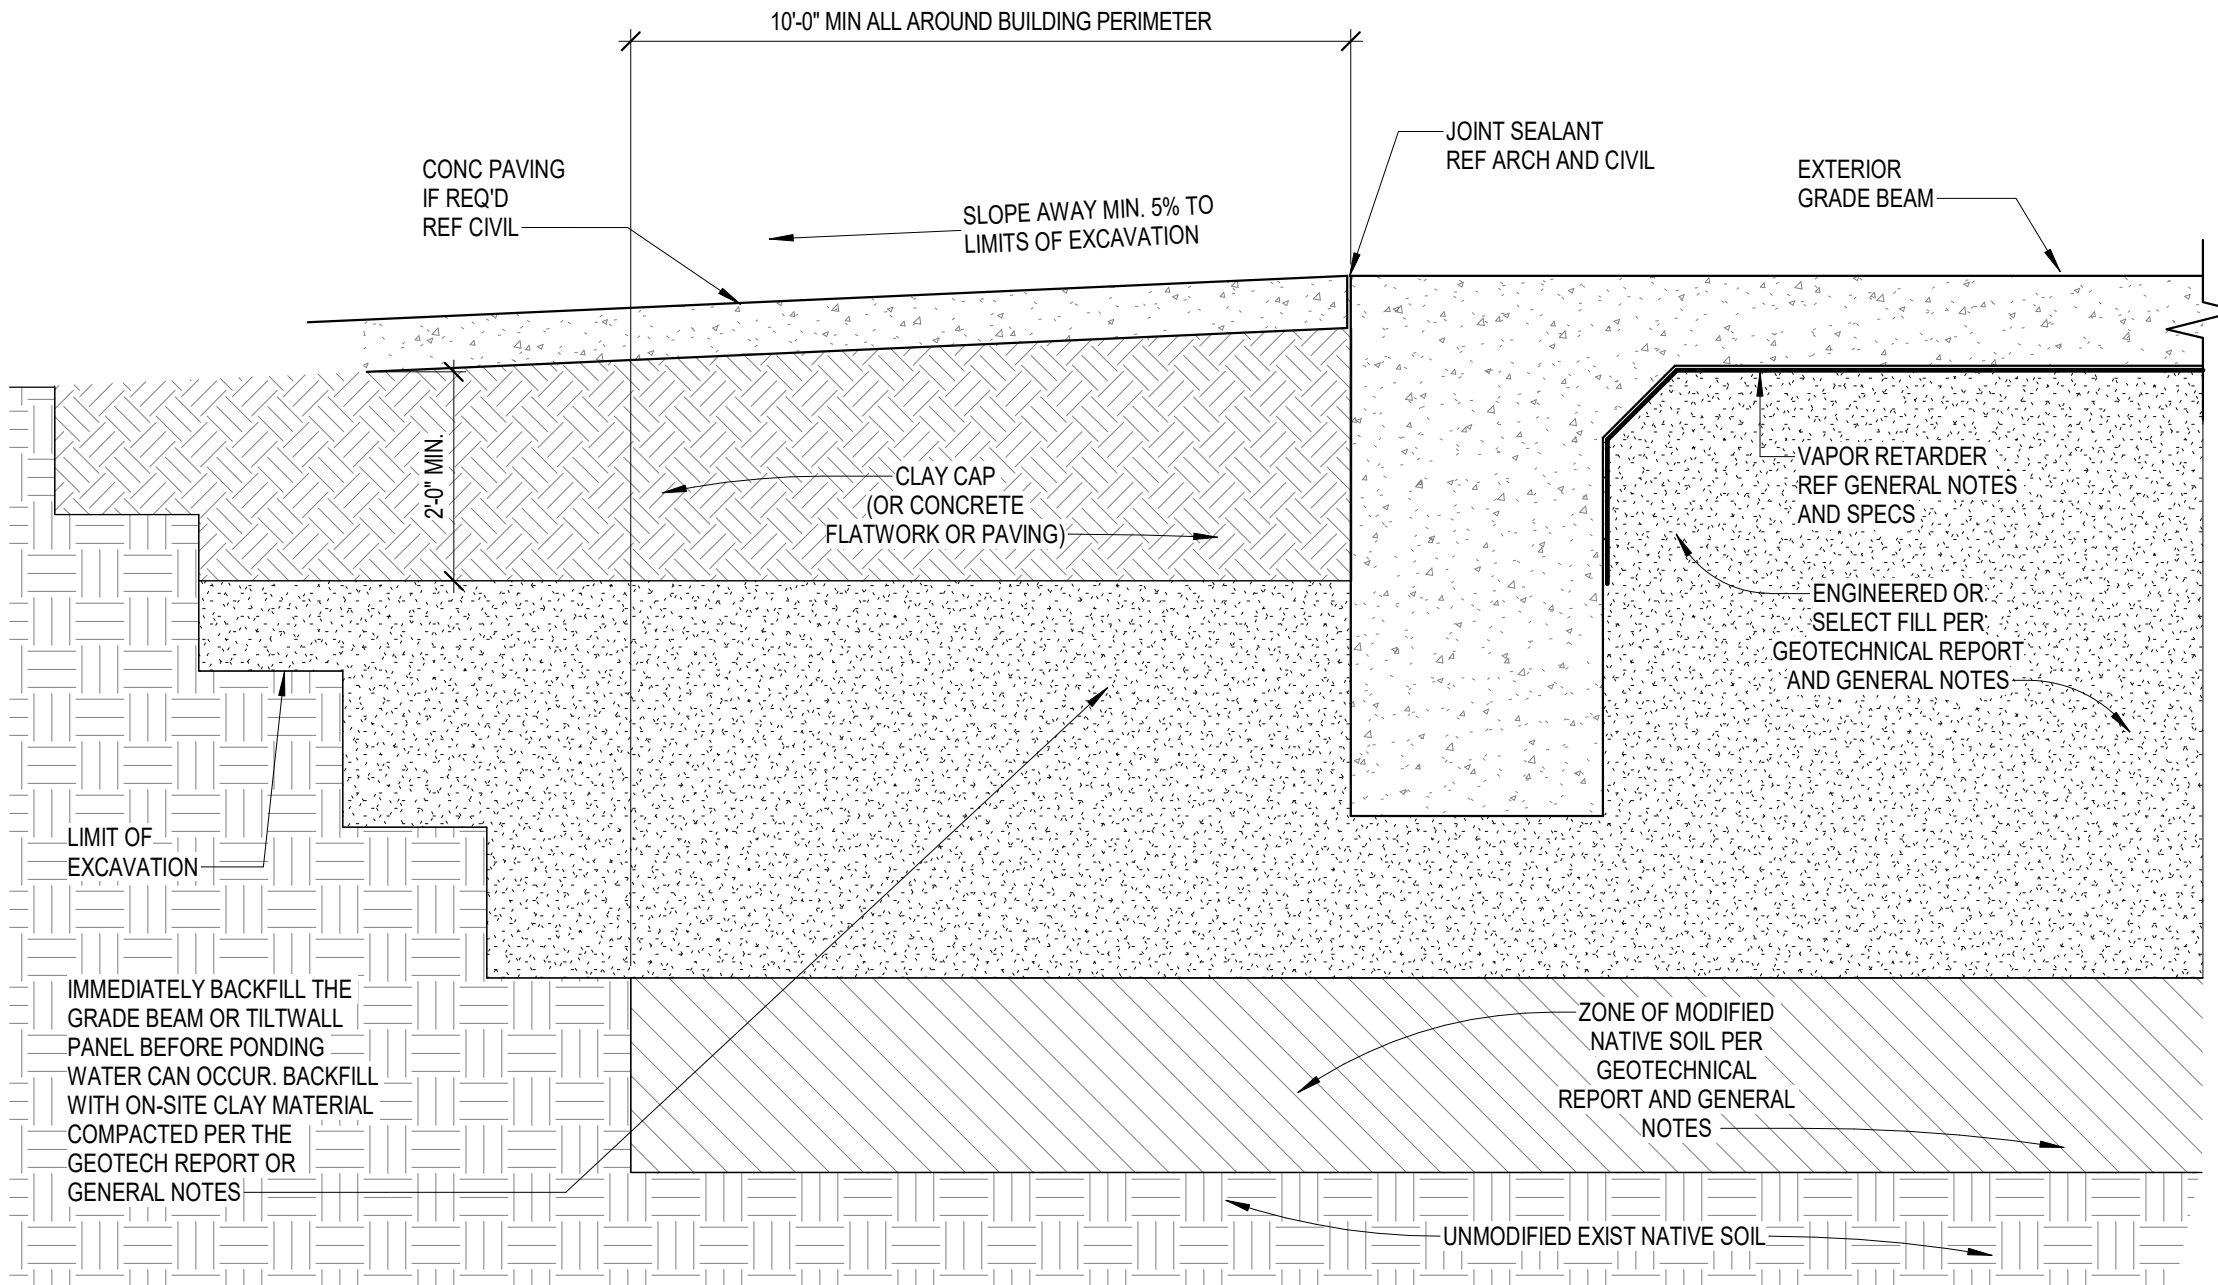 10'-0" MIN ALL AROUND BUILDING PERIMETER
JOINT SEALANT
REF ARCH AND CIVIL
CONC PAVING
IF REQ'D
REF CIVIL
EXTERIOR
GRADE BEAM
SLOPE AWAY MIN. 5% TO
LIMITS OF EXCAVATION
2'-0" MIN.
CLAY CAP
(OR CONCRETE
FLATWORK OR PAVING)
VAPOR RETARDER
REF GENERAL NOTES
AND SPECS
ENGINEERED OR
SELECT FILL PER
GEOTECHNICAL REPORT
AND GENERAL NOTES
LIMIT OF
EXCAVATION
IMMEDIATELY BACKFILL THE
GRADE BEAM OR TILTWALL
PANEL BEFORE PONDING
WATER CAN OCCUR. BACKFILL
WITH ON-SITE CLAY MATERIAL
COMPACTED PER THE
GEOTECH REPORT OR
GENERAL NOTES
ZONE OF MODIFIED
NATIVE SOIL PER
GEOTECHNICAL
REPORT AND GENERAL
NOTES
UNMODIFIED EXIST NATIVE SOIL